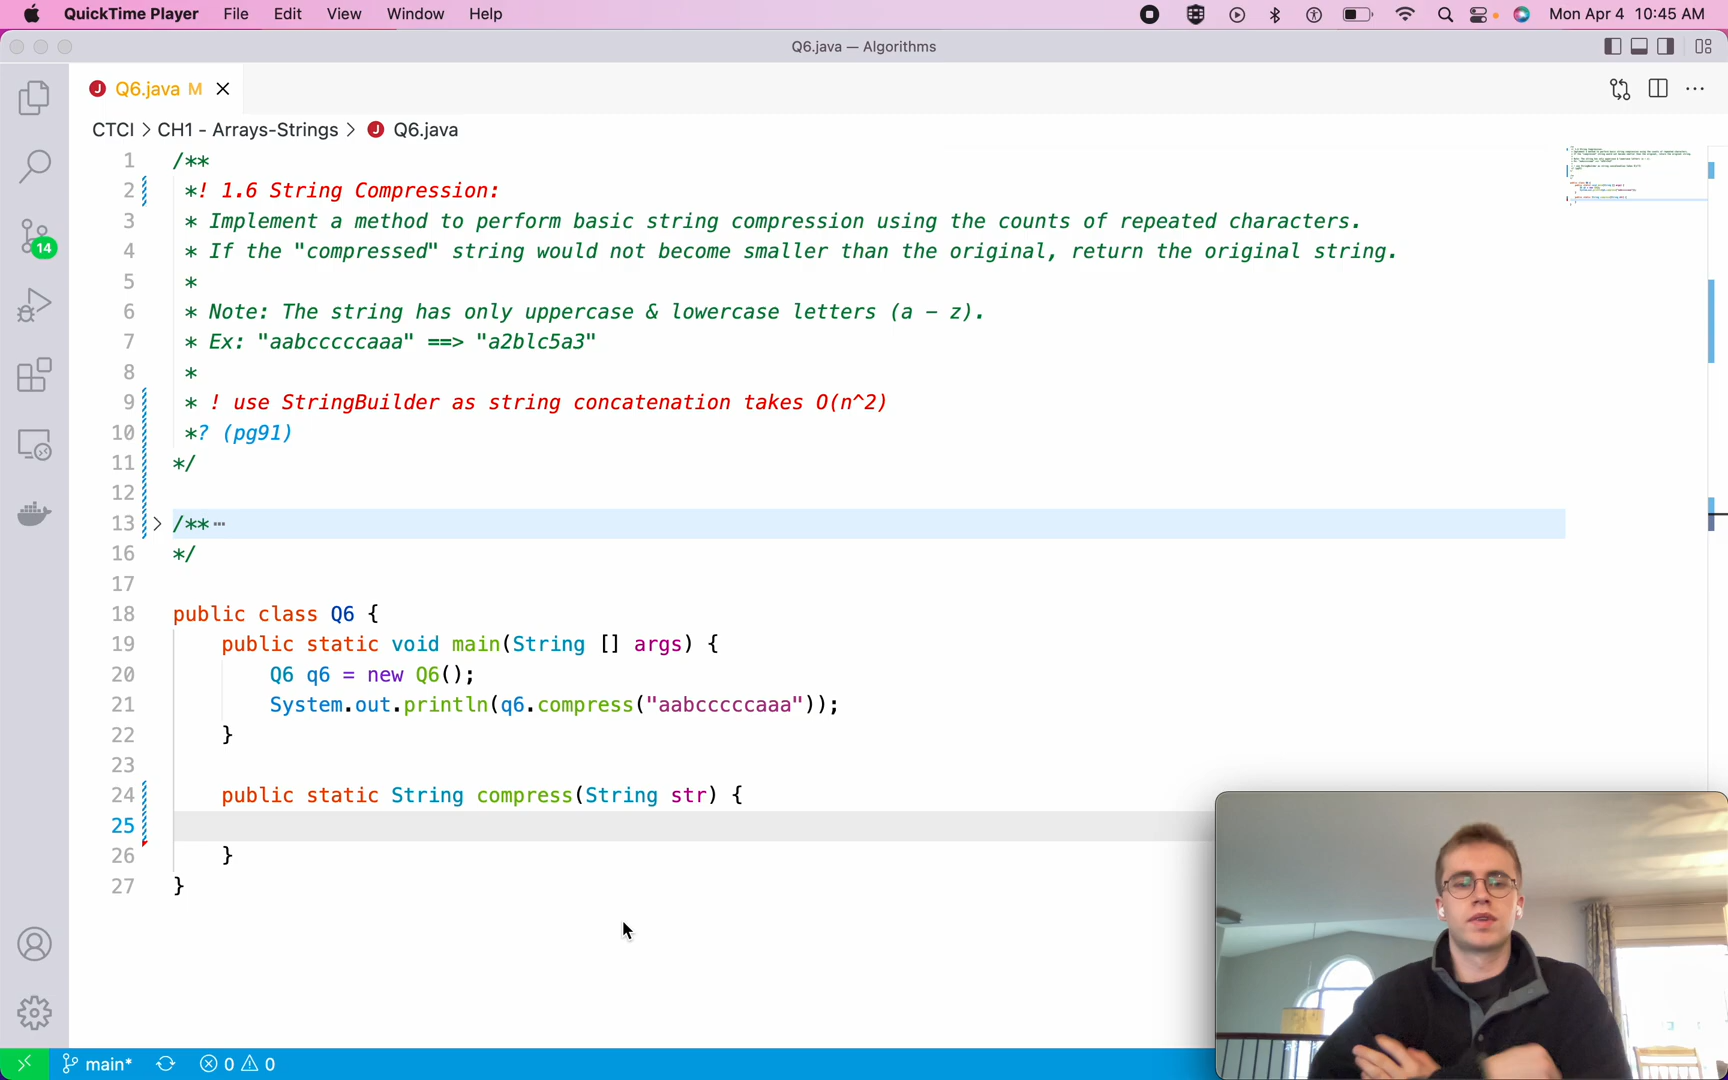 QuickTime Player File Edit View Window Help Mon Apr 4 10:45 AM
Q6.java — Algorithms
J Q6.java M
CTCI > CH1 - Arrays-Strings > J Q6.java
1 /**
2 *! 1.6 String Compression:
3 * Implement a method to perform basic string compression using the counts of repeated characters.
4 * If the "compressed" string would not become smaller than the original, return the original string.
5 *
6 * Note: The string has only uppercase & lowercase letters (a – z).
7 * Ex: "aabcccccaaa" ==> "a2blc5a3"
8 *
9 * ! use StringBuilder as string concatenation takes O(n^2)
10 *? (pg91)
11 */
12
13 /** ⋯
16 */
17
18 public class Q6 {
19 public static void main(String [] args) {
20 Q6 q6 = new Q6();
21 System.out.println(q6.compress("aabcccccaaa"));
22 }
23
24 public static String compress(String str) {
25
26 }
27 }
14
main* 0 0